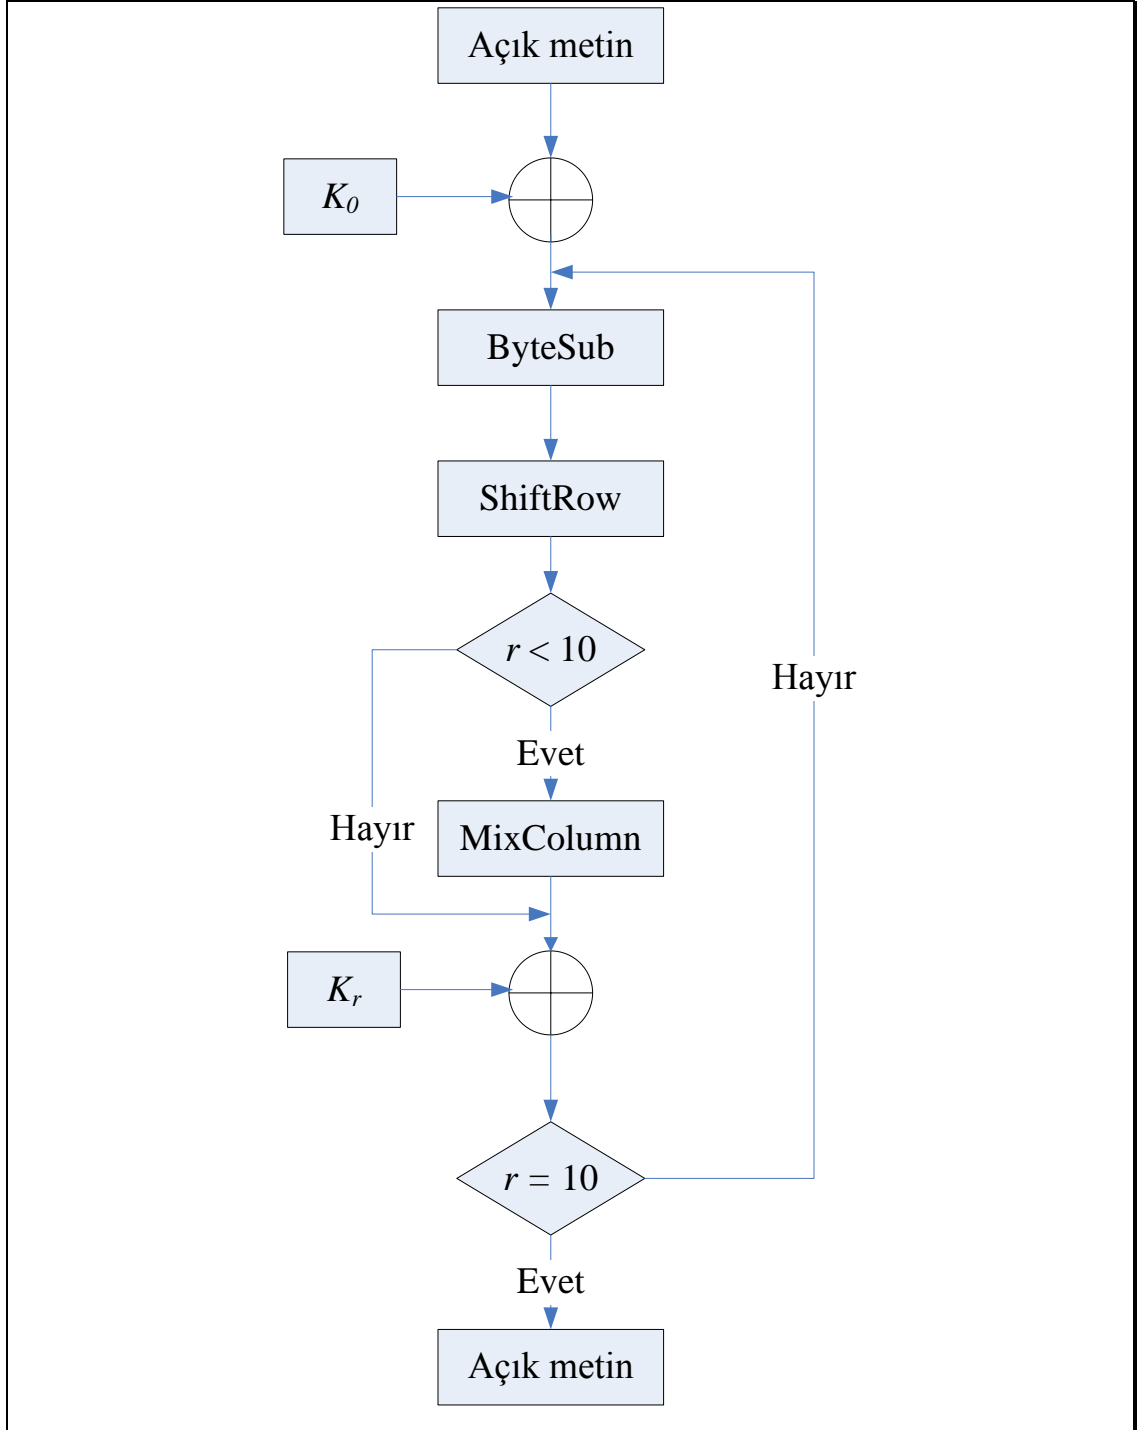 Açık metin
K0
ByteSub
ShiftRow
r < 10
Hayır
Evet
Hayır
MixColumn
Kr
r = 10
Evet
Açık metin